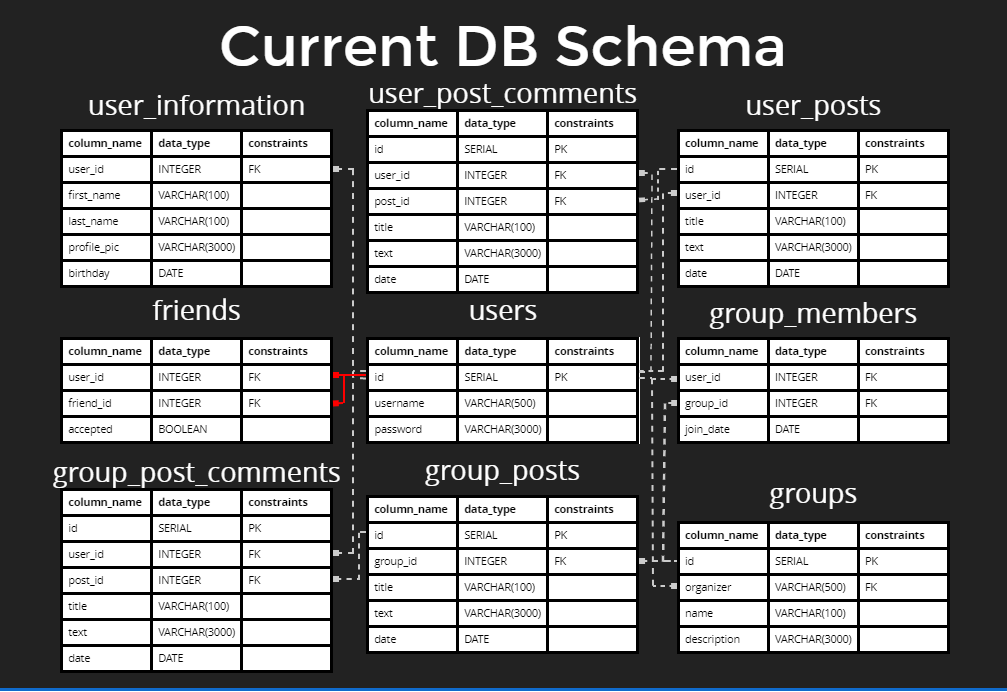 Current DB Schema
user_information
column_name data_type constraints
user_id INTEGER FK
first_name VARCHAR(100)
last_name VARCHAR(100)
profile_pic VARCHAR(3000)
birthday DATE
user_post_comments
column_name data_type constraints
id SERIAL PK
user_id INTEGER FK
post_id INTEGER FK
title VARCHAR(100)
text VARCHAR(3000)
date DATE
user_posts
column_name data_type constraints
id SERIAL PK
user_id INTEGER FK
title VARCHAR(100)
text VARCHAR(3000)
date DATE
friends
column_name data_type constraints
user_id INTEGER FK
friend_id INTEGER FK
accepted BOOLEAN
users
column_name data_type constraints
id SERIAL PK
username VARCHAR(500)
password VARCHAR(3000)
group_members
column_name data_type constraints
user_id INTEGER FK
group_id INTEGER FK
join_date DATE
group_post_comments
column_name data_type constraints
id SERIAL PK
user_id INTEGER FK
post_id INTEGER FK
title VARCHAR(100)
text VARCHAR(3000)
date DATE
group_posts
column_name data_type constraints
id SERIAL PK
group_id INTEGER FK
title VARCHAR(100)
text VARCHAR(3000)
date DATE
groups
column_name data_type constraints
id SERIAL PK
organizer VARCHAR(500) FK
name VARCHAR(100)
description VARCHAR(3000)